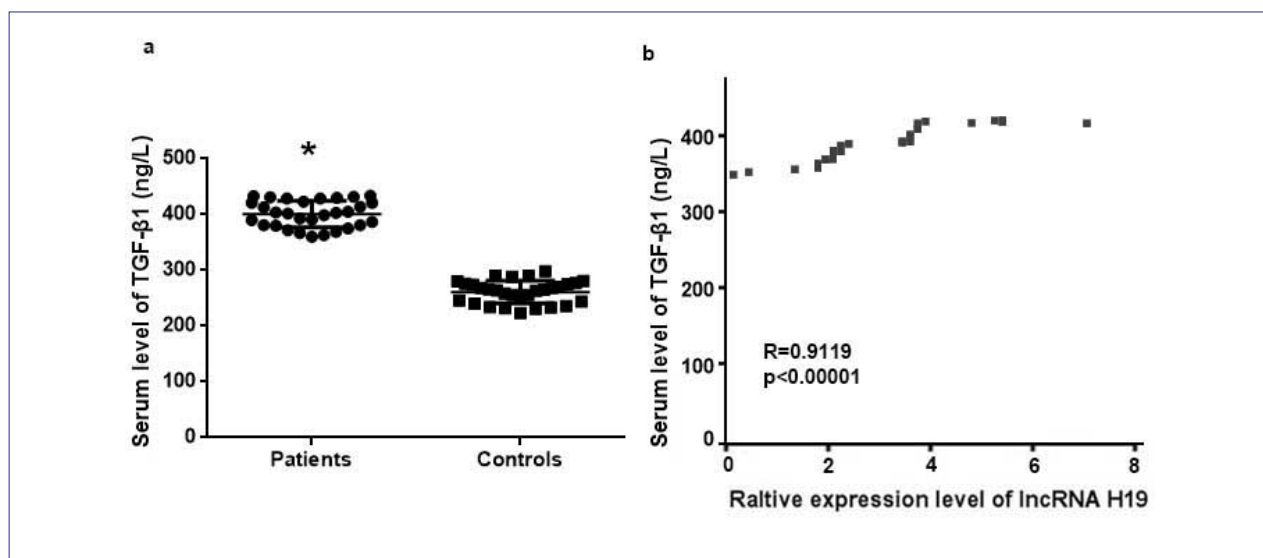 a
Serum level of TGF-β1 (ng/L)
500
400
300
200
100
0
*
Patients
Controls
b
Serum level of TGF-β1 (ng/L)
400
300
200
100
0
R=0.9119
p<0.00001
0 2 4 6 8
Raltive expression level of lncRNA H19